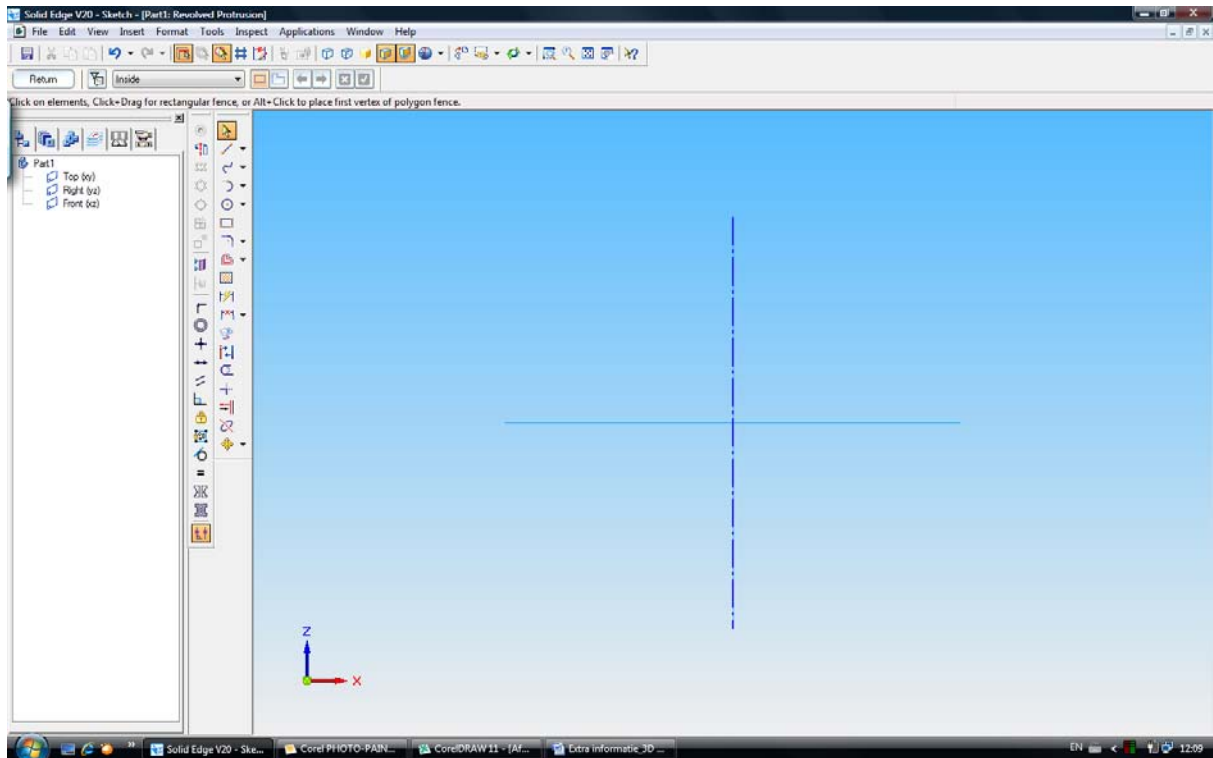 Solid Edge V20 - Sketch - [Part1: Revolved Protrusion]
File Edit View Insert Format Tools Inspect Applications Window Help
Return Inside
Click on elements, Click+Drag for rectangular fence, or Alt+Click to place first vertex of polygon fence.
Part1
Top (xy)
Right (yz)
Front (xz)
Z
X
Solid Edge V20 - Ske... Corel PHOTO-PAIN... CorelDRAW 11 - [Af... Extra informatie_3D ... EN 12:09